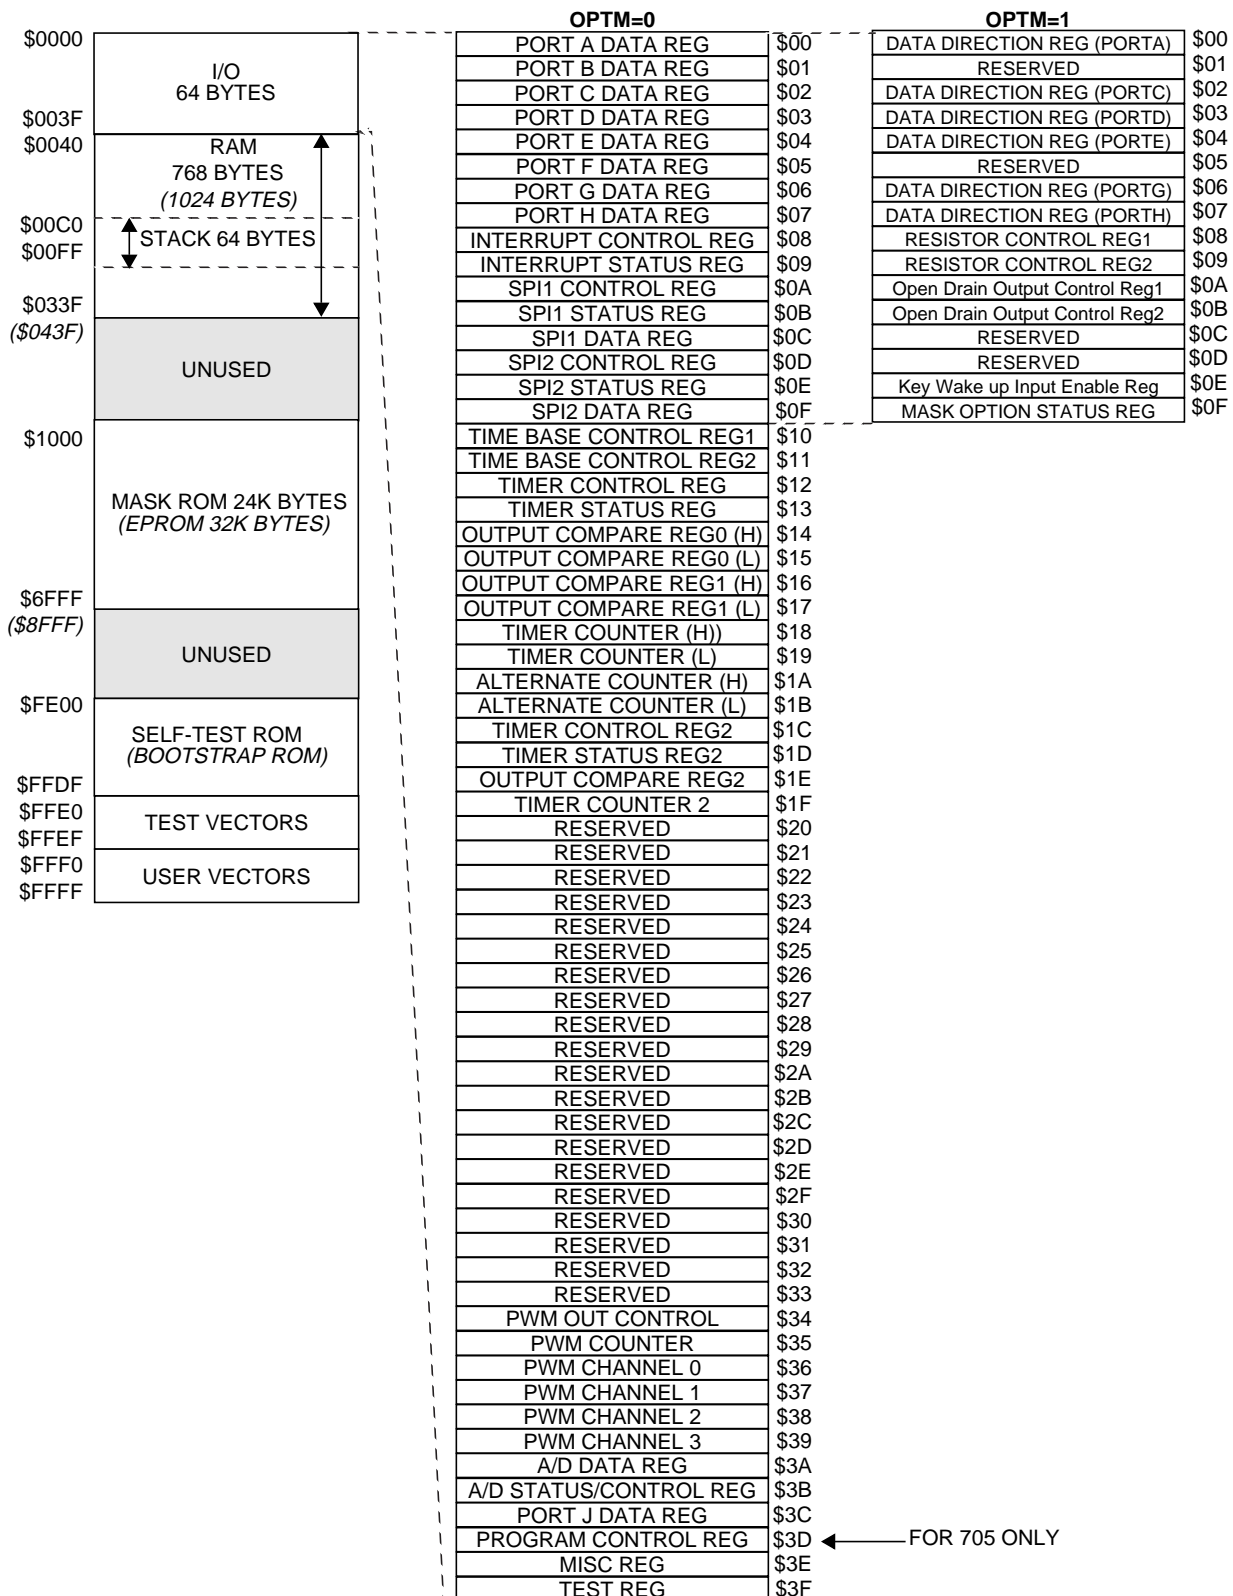 $0000
I/O
64 BYTES
$003F
$0040
RAM
768 BYTES
(1024 BYTES)
$00C0
STACK 64 BYTES
$00FF
$033F
($043F)
UNUSED
$1000
MASK ROM 24K BYTES
(EPROM 32K BYTES)
$6FFF
($8FFF)
UNUSED
$FE00
SELF-TEST ROM
(BOOTSTRAP ROM)
$FFDF
$FFE0
TEST VECTORS
$FFEF
$FFF0
USER VECTORS
$FFFF
OPTM=0
PORT A DATA REG $00
PORT B DATA REG $01
PORT C DATA REG $02
PORT D DATA REG $03
PORT E DATA REG $04
PORT F DATA REG $05
PORT G DATA REG $06
PORT H DATA REG $07
INTERRUPT CONTROL REG $08
INTERRUPT STATUS REG $09
SPI1 CONTROL REG $0A
SPI1 STATUS REG $0B
SPI1 DATA REG $0C
SPI2 CONTROL REG $0D
SPI2 STATUS REG $0E
SPI2 DATA REG $0F
TIME BASE CONTROL REG1 $10
TIME BASE CONTROL REG2 $11
TIMER CONTROL REG $12
TIMER STATUS REG $13
OUTPUT COMPARE REG0 (H) $14
OUTPUT COMPARE REG0 (L) $15
OUTPUT COMPARE REG1 (H) $16
OUTPUT COMPARE REG1 (L) $17
TIMER COUNTER (H)) $18
TIMER COUNTER (L) $19
ALTERNATE COUNTER (H) $1A
ALTERNATE COUNTER (L) $1B
TIMER CONTROL REG2 $1C
TIMER STATUS REG2 $1D
OUTPUT COMPARE REG2 $1E
TIMER COUNTER 2 $1F
RESERVED $20
RESERVED $21
RESERVED $22
RESERVED $23
RESERVED $24
RESERVED $25
RESERVED $26
RESERVED $27
RESERVED $28
RESERVED $29
RESERVED $2A
RESERVED $2B
RESERVED $2C
RESERVED $2D
RESERVED $2E
RESERVED $2F
RESERVED $30
RESERVED $31
RESERVED $32
RESERVED $33
PWM OUT CONTROL $34
PWM COUNTER $35
PWM CHANNEL 0 $36
PWM CHANNEL 1 $37
PWM CHANNEL 2 $38
PWM CHANNEL 3 $39
A/D DATA REG $3A
A/D STATUS/CONTROL REG $3B
PORT J DATA REG $3C
PROGRAM CONTROL REG $3D FOR 705 ONLY
MISC REG $3E
TEST REG $3F
OPTM=1
DATA DIRECTION REG (PORTA) $00
RESERVED $01
DATA DIRECTION REG (PORTC) $02
DATA DIRECTION REG (PORTD) $03
DATA DIRECTION REG (PORTE) $04
RESERVED $05
DATA DIRECTION REG (PORTG) $06
DATA DIRECTION REG (PORTH) $07
RESISTOR CONTROL REG1 $08
RESISTOR CONTROL REG2 $09
Open Drain Output Control Reg1 $0A
Open Drain Output Control Reg2 $0B
RESERVED $0C
RESERVED $0D
Key Wake up Input Enable Reg $0E
MASK OPTION STATUS REG $0F